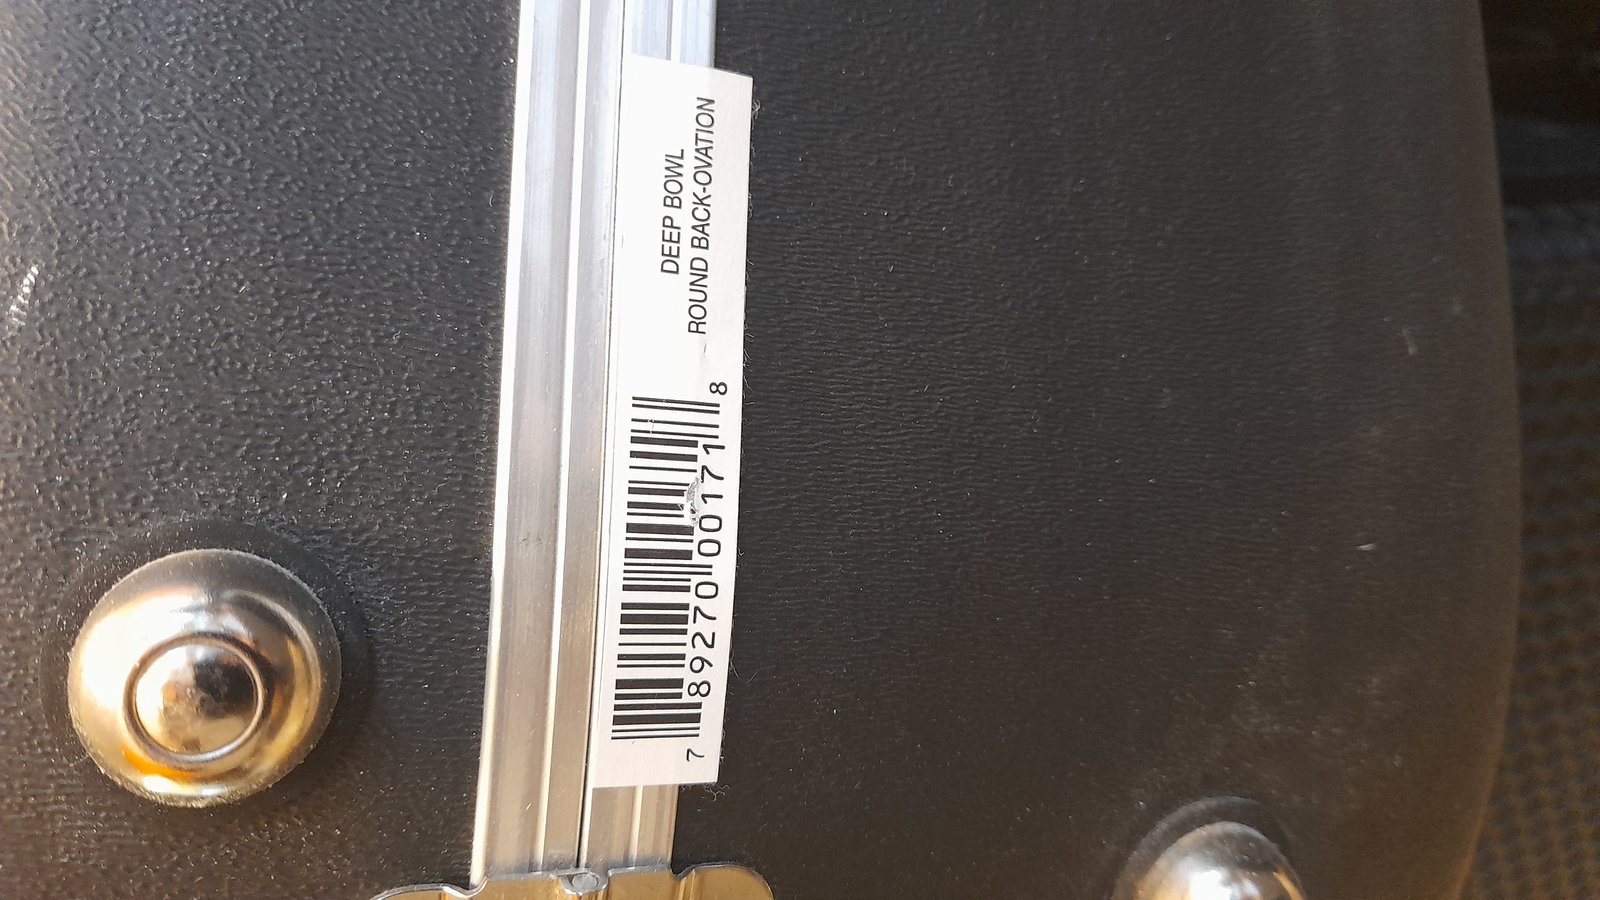 DEEP BOWL
ROUND BACK-OVATION
7 89270 00171 8